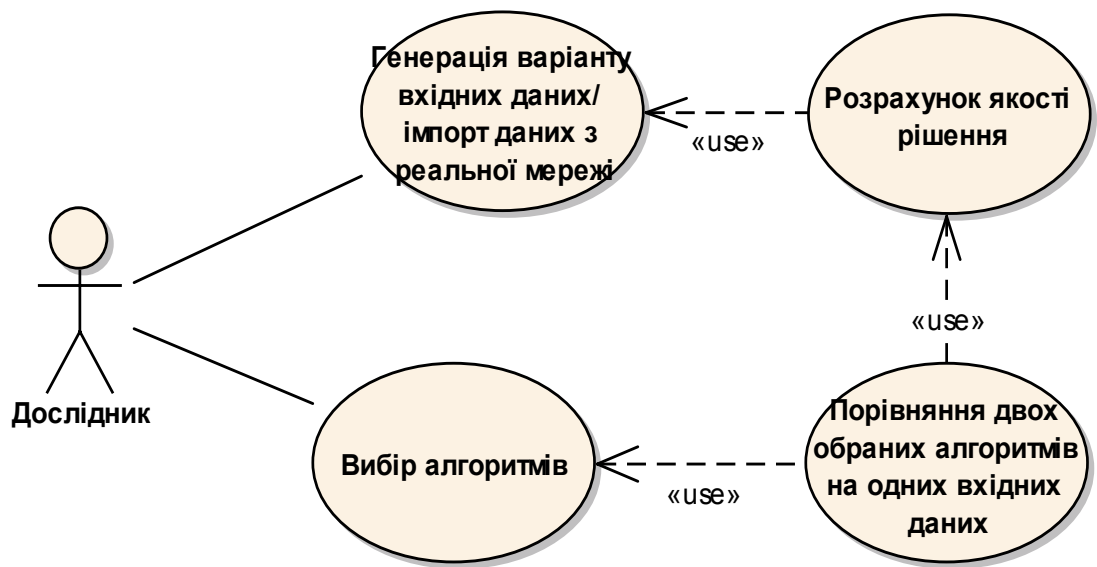 Генерація варіанту
вхідних даних/
імпорт даних з
реальної мережі
«use»
Розрахунок якості
рішення
«use»
Дослідник
Вибір алгоритмів
«use»
Порівняння двох
обраних алгоритмів
на одних вхідних
даних